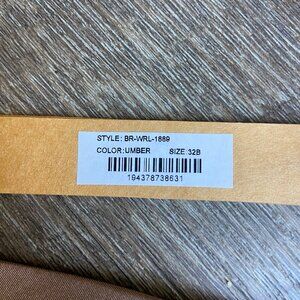 STYLE: BR-WRL-1889
COLOR:UMBER SIZE:32B
194378738631